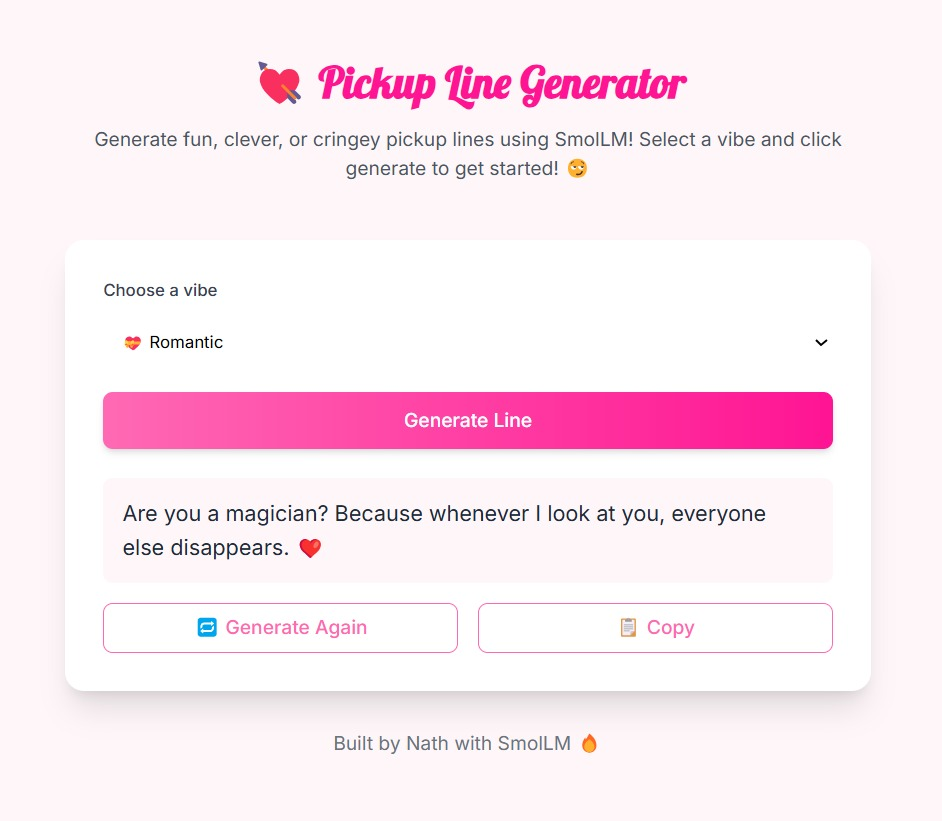 💘 Pickup Line Generator
Generate fun, clever, or cringey pickup lines using SmolLM! Select a vibe and click
generate to get started! 😏
Choose a vibe
💝 Romantic
Generate Line
Are you a magician? Because whenever I look at you, everyone
else disappears. ❤️
🔁 Generate Again
📋 Copy
Built by Nath with SmolLM 🔥